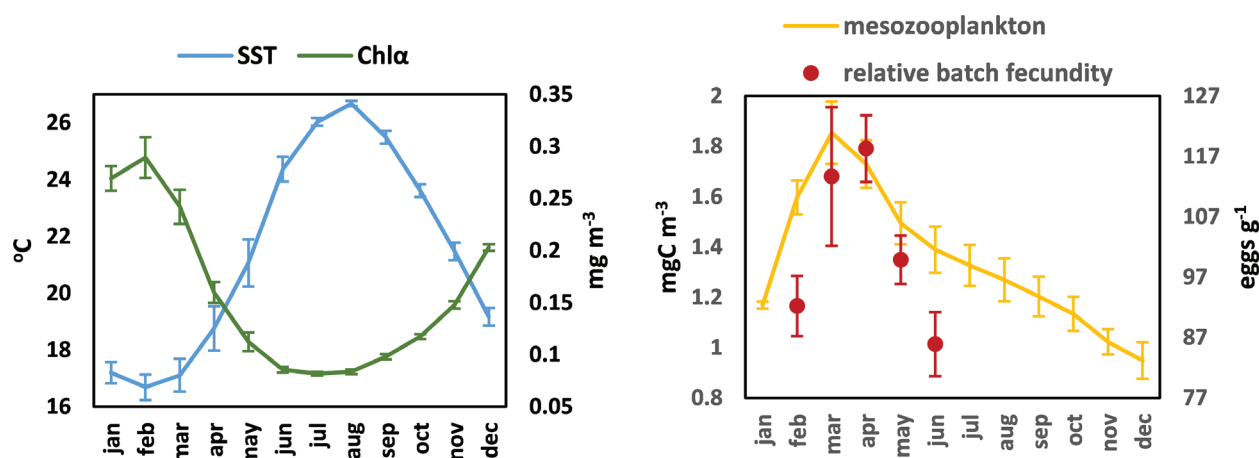 SST Chlα
26
24
22
20
18
16
ºC
0.35
0.3
0.25
0.2
0.15
0.1
0.05
mg m⁻³
jan feb mar apr may jun jul aug sep oct nov dec
mesozooplankton
relative batch fecundity
2
1.8
1.6
1.4
1.2
1
0.8
mgC m⁻³
127
117
107
97
87
77
eggs g⁻¹
jan feb mar apr may jun jul aug sep oct nov dec